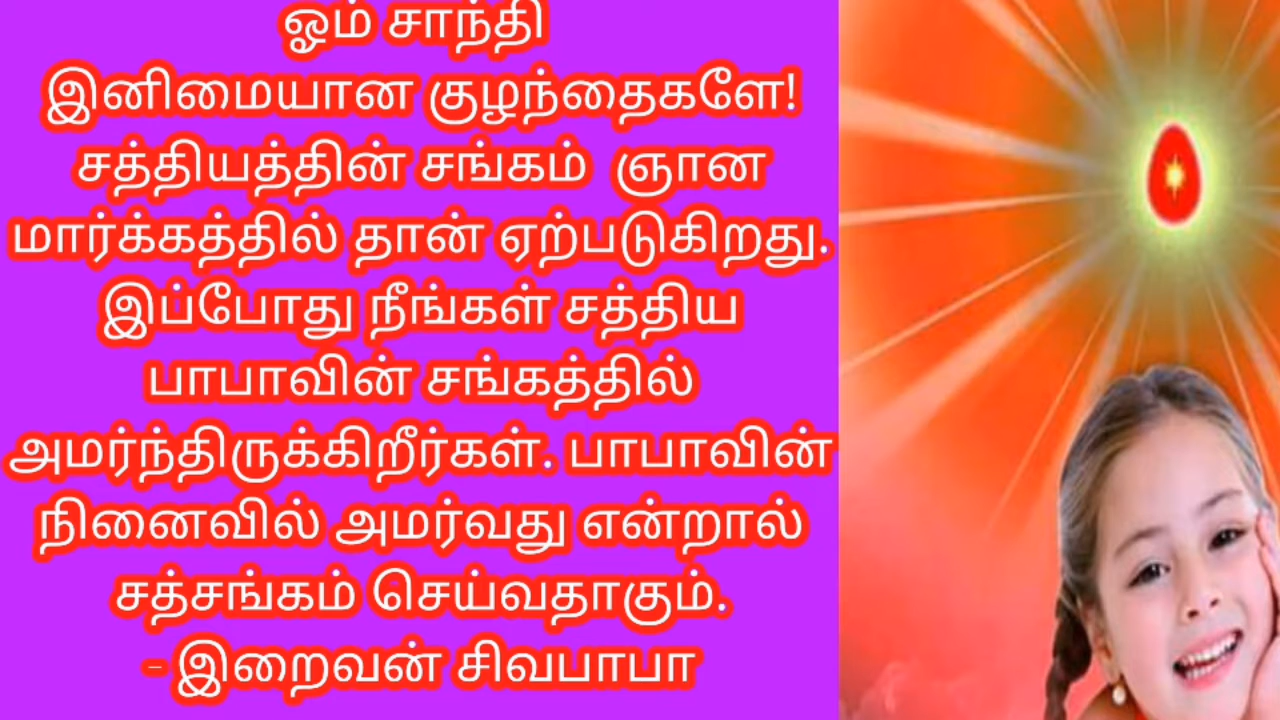 ஓம் சாந்தி
இனிமையான குழந்தைகளே!
சத்தியத்தின் சங்கம் ஞான
மார்க்கத்தில் தான் ஏற்படுகிறது.
இப்போது நீங்கள் சத்திய
பாபாவின் சங்கத்தில்
அமர்ந்திருக்கிறீர்கள். பாபாவின்
நினைவில் அமர்வது என்றால்
சத்சங்கம் செய்வதாகும்.
- இறைவன் சிவபாபா